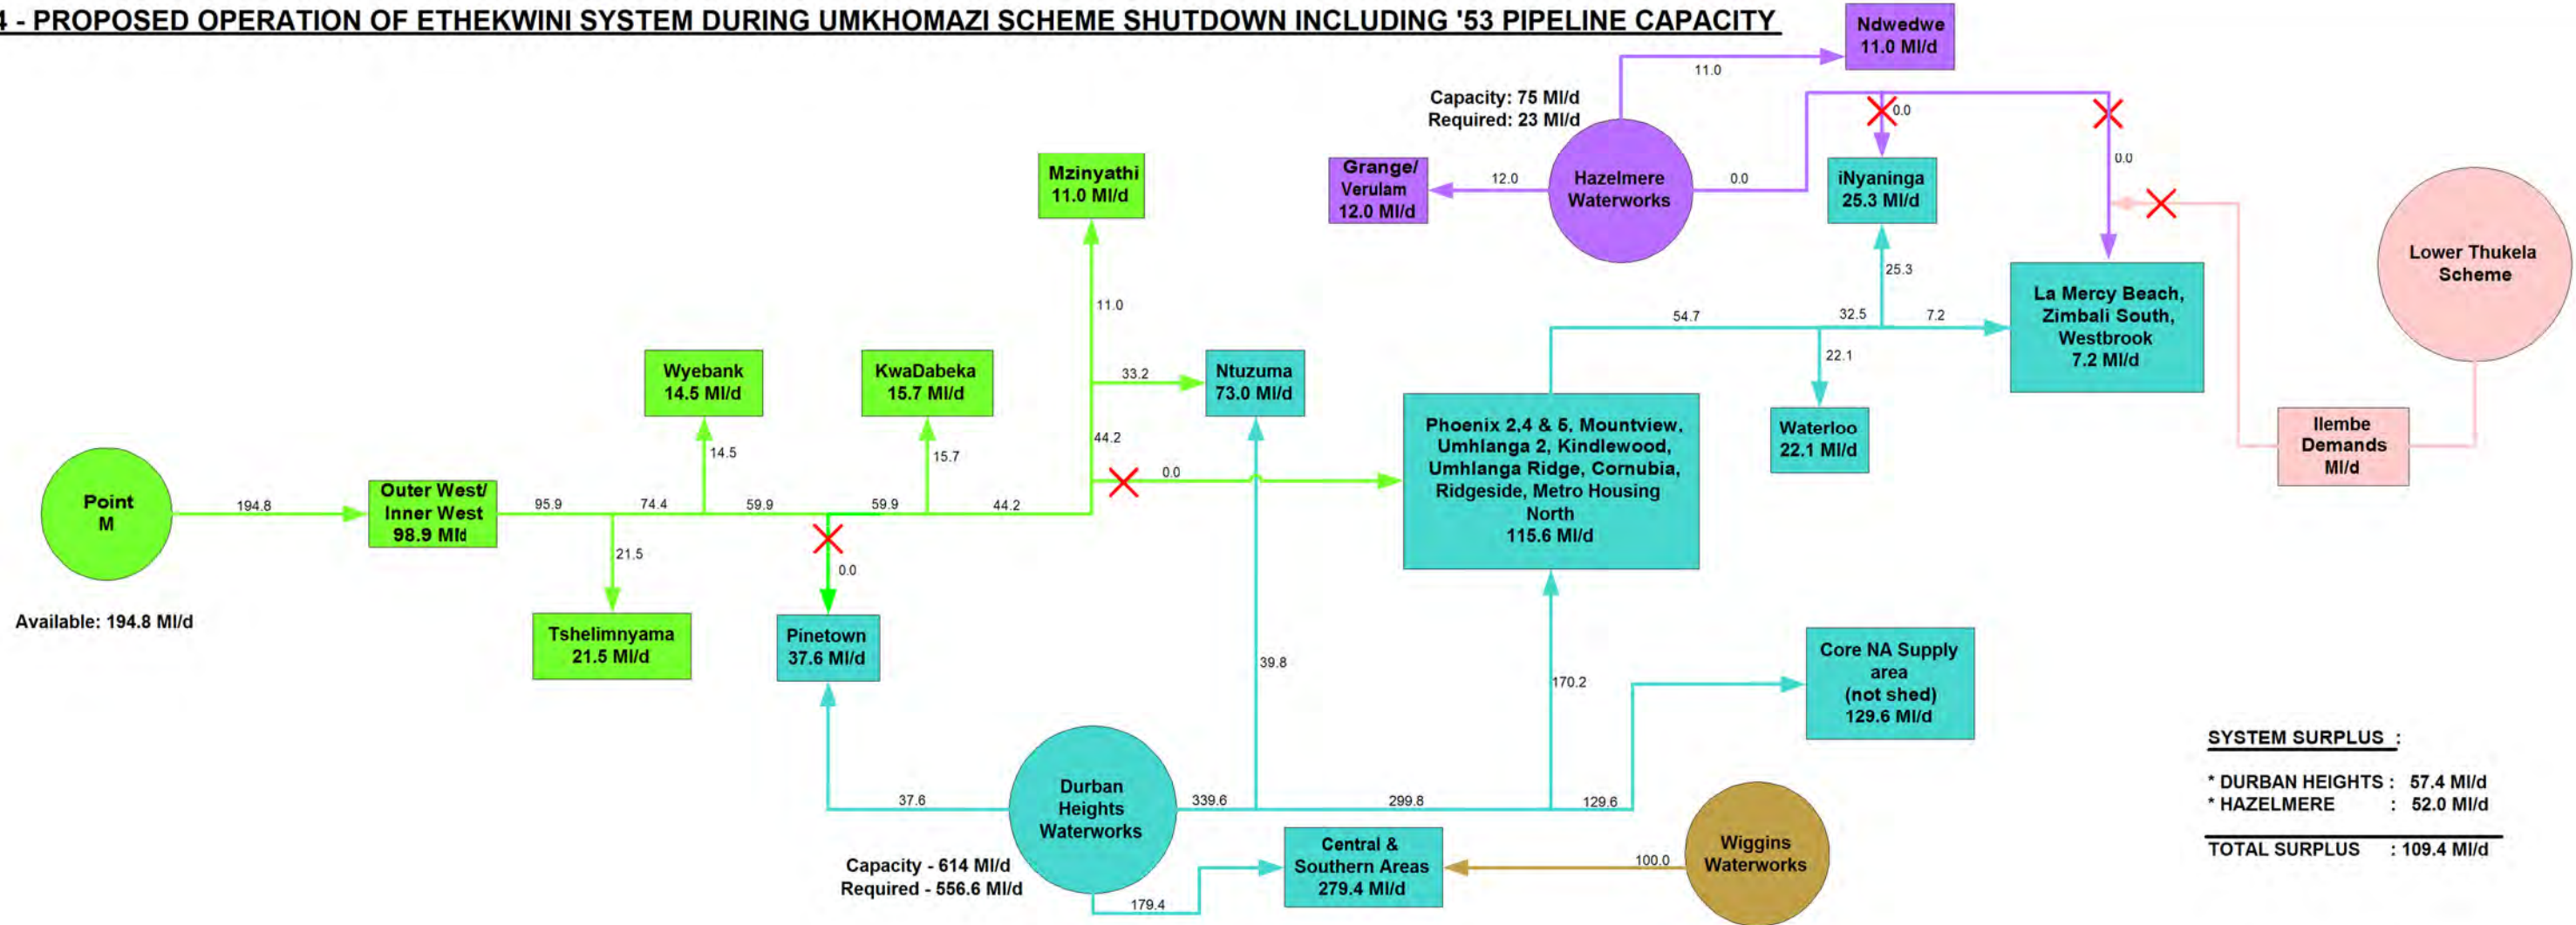 4 - PROPOSED OPERATION OF ETHEKWINI SYSTEM DURING UMKHOMAZI SCHEME SHUTDOWN INCLUDING '53 PIPELINE CAPACITY
Ndwedwe
11.0 Ml/d
11.0
Capacity: 75 Ml/d
Required: 23 Ml/d
0.0
0.0
Mzinyathi
11.0 Ml/d
Grange/
Verulam
12.0 Ml/d
12.0
Hazelmere
Waterworks
0.0
iNyaninga
25.3 Ml/d
Lower Thukela
Scheme
25.3
11.0
La Mercy Beach,
Zimbali South,
Westbrook
7.2 Ml/d
54.7
32.5
7.2
22.1
Wyebank
14.5 Ml/d
KwaDabeka
15.7 Ml/d
33.2
Ntuzuma
73.0 Ml/d
44.2
14.5
15.7
Phoenix 2,4 & 5, Mountview,
Umhlanga 2, Kindlewood,
Umhlanga Ridge, Cornubia,
Ridgeside, Metro Housing
North
115.6 Ml/d
Waterloo
22.1 Ml/d
Ilembe
Demands
Ml/d
0.0
Point
M
194.8
Outer West/
Inner West
98.9 Ml/d
95.9
74.4
59.9
59.9
44.2
21.5
0.0
Available: 194.8 Ml/d
Tshelimnyama
21.5 Ml/d
Pinetown
37.6 Ml/d
39.8
170.2
Core NA Supply
area
(not shed)
129.6 Ml/d
37.6
Durban
Heights
Waterworks
339.6
299.8
129.6
Capacity - 614 Ml/d
Required - 556.6 Ml/d
179.4
Central &
Southern Areas
279.4 Ml/d
100.0
Wiggins
Waterworks
SYSTEM SURPLUS :
* DURBAN HEIGHTS : 57.4 Ml/d
* HAZELMERE : 52.0 Ml/d
TOTAL SURPLUS : 109.4 Ml/d